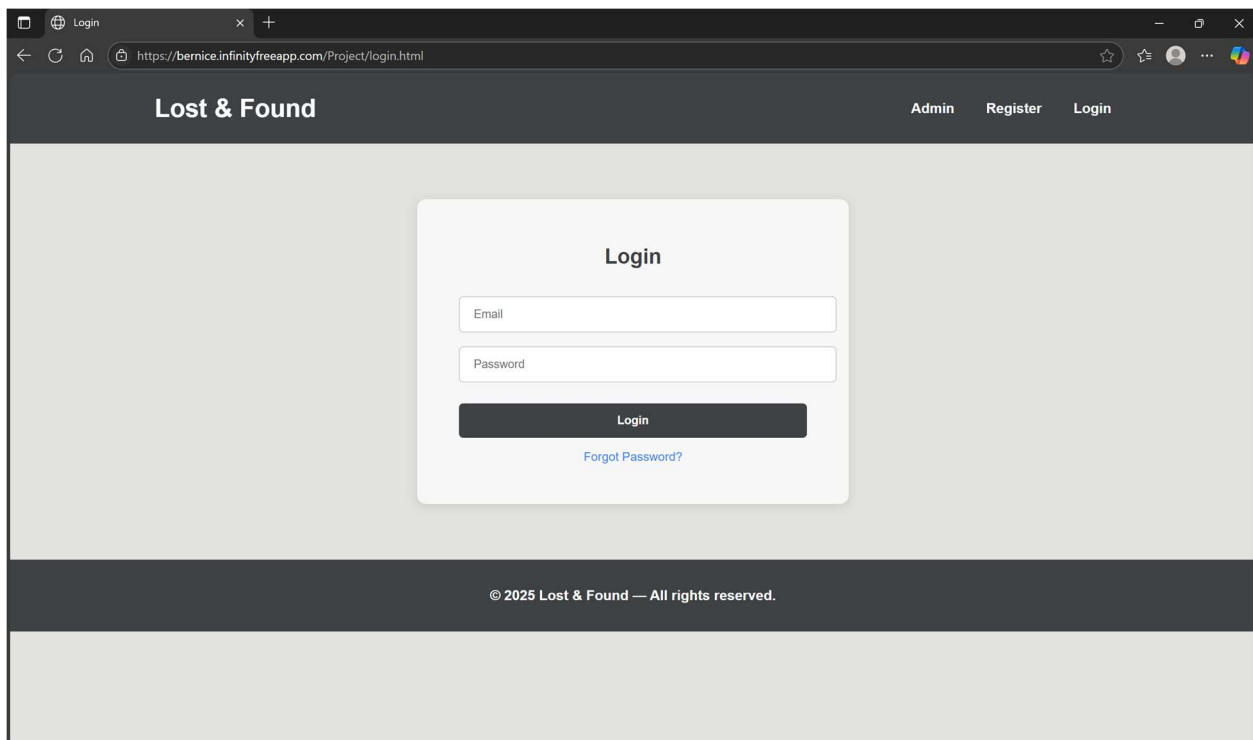 Login
https://bernice.infinityfreeapp.com/Project/login.html
Lost & Found
Admin Register Login
Login
Email
Password
Login
Forgot Password?
© 2025 Lost & Found — All rights reserved.